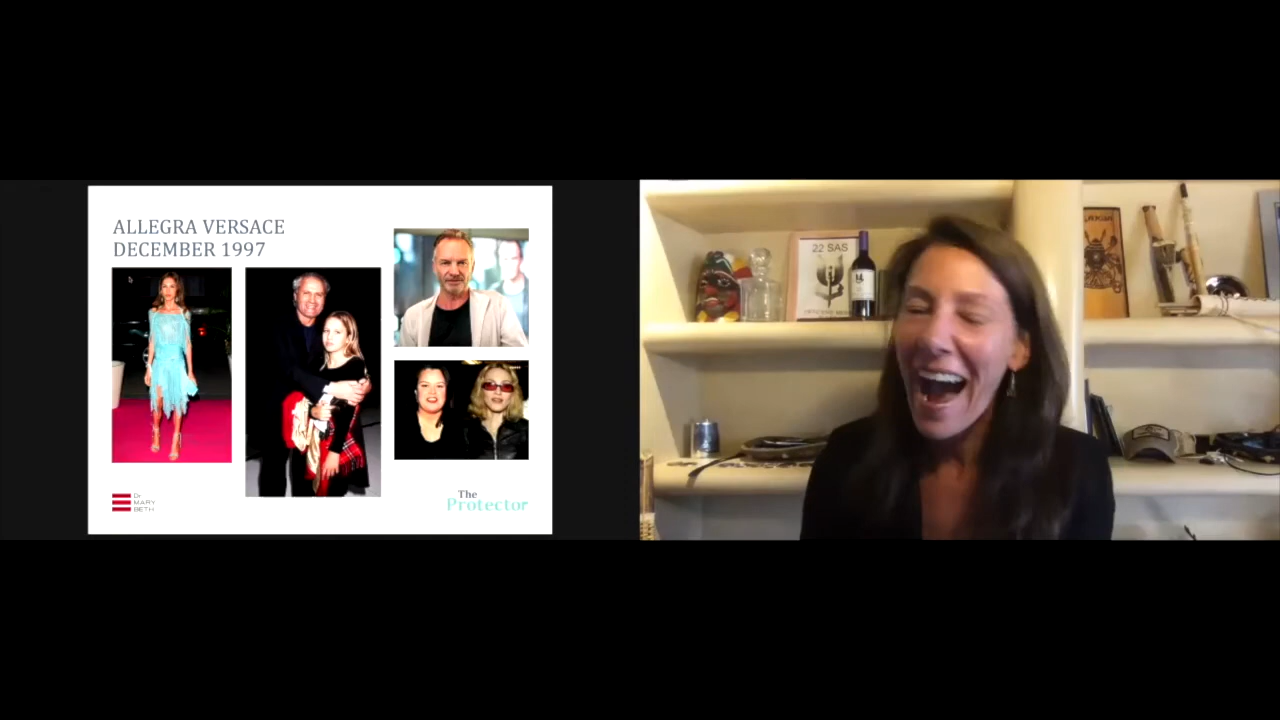 ALLEGRA VERSACE
DECEMBER 1997
Dr
MARY
BETH
The
Protector
22 SAS